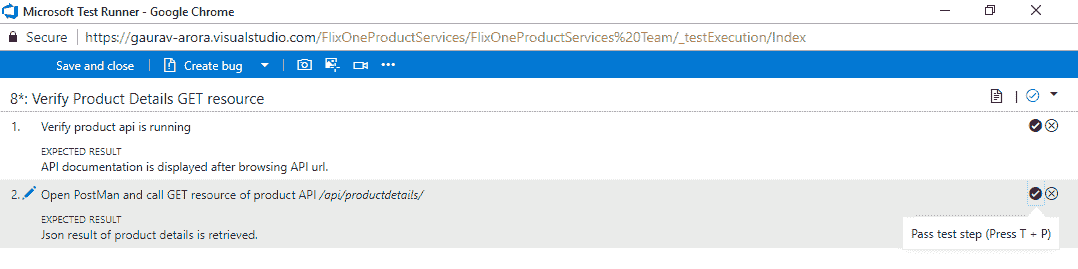 Microsoft Test Runner - Google Chrome
Secure https://gaurav-arora.visualstudio.com/FlixOneProductServices/FlixOneProductServices%20Team/_testExecution/Index
Save and close Create bug
8*: Verify Product Details GET resource
1. Verify product api is running
EXPECTED RESULT
API documentation is displayed after browsing API url.
2. Open PostMan and call GET resource of product API /api/productdetails/
EXPECTED RESULT
Json result of product details is retrieved.
Pass test step (Press T + P)